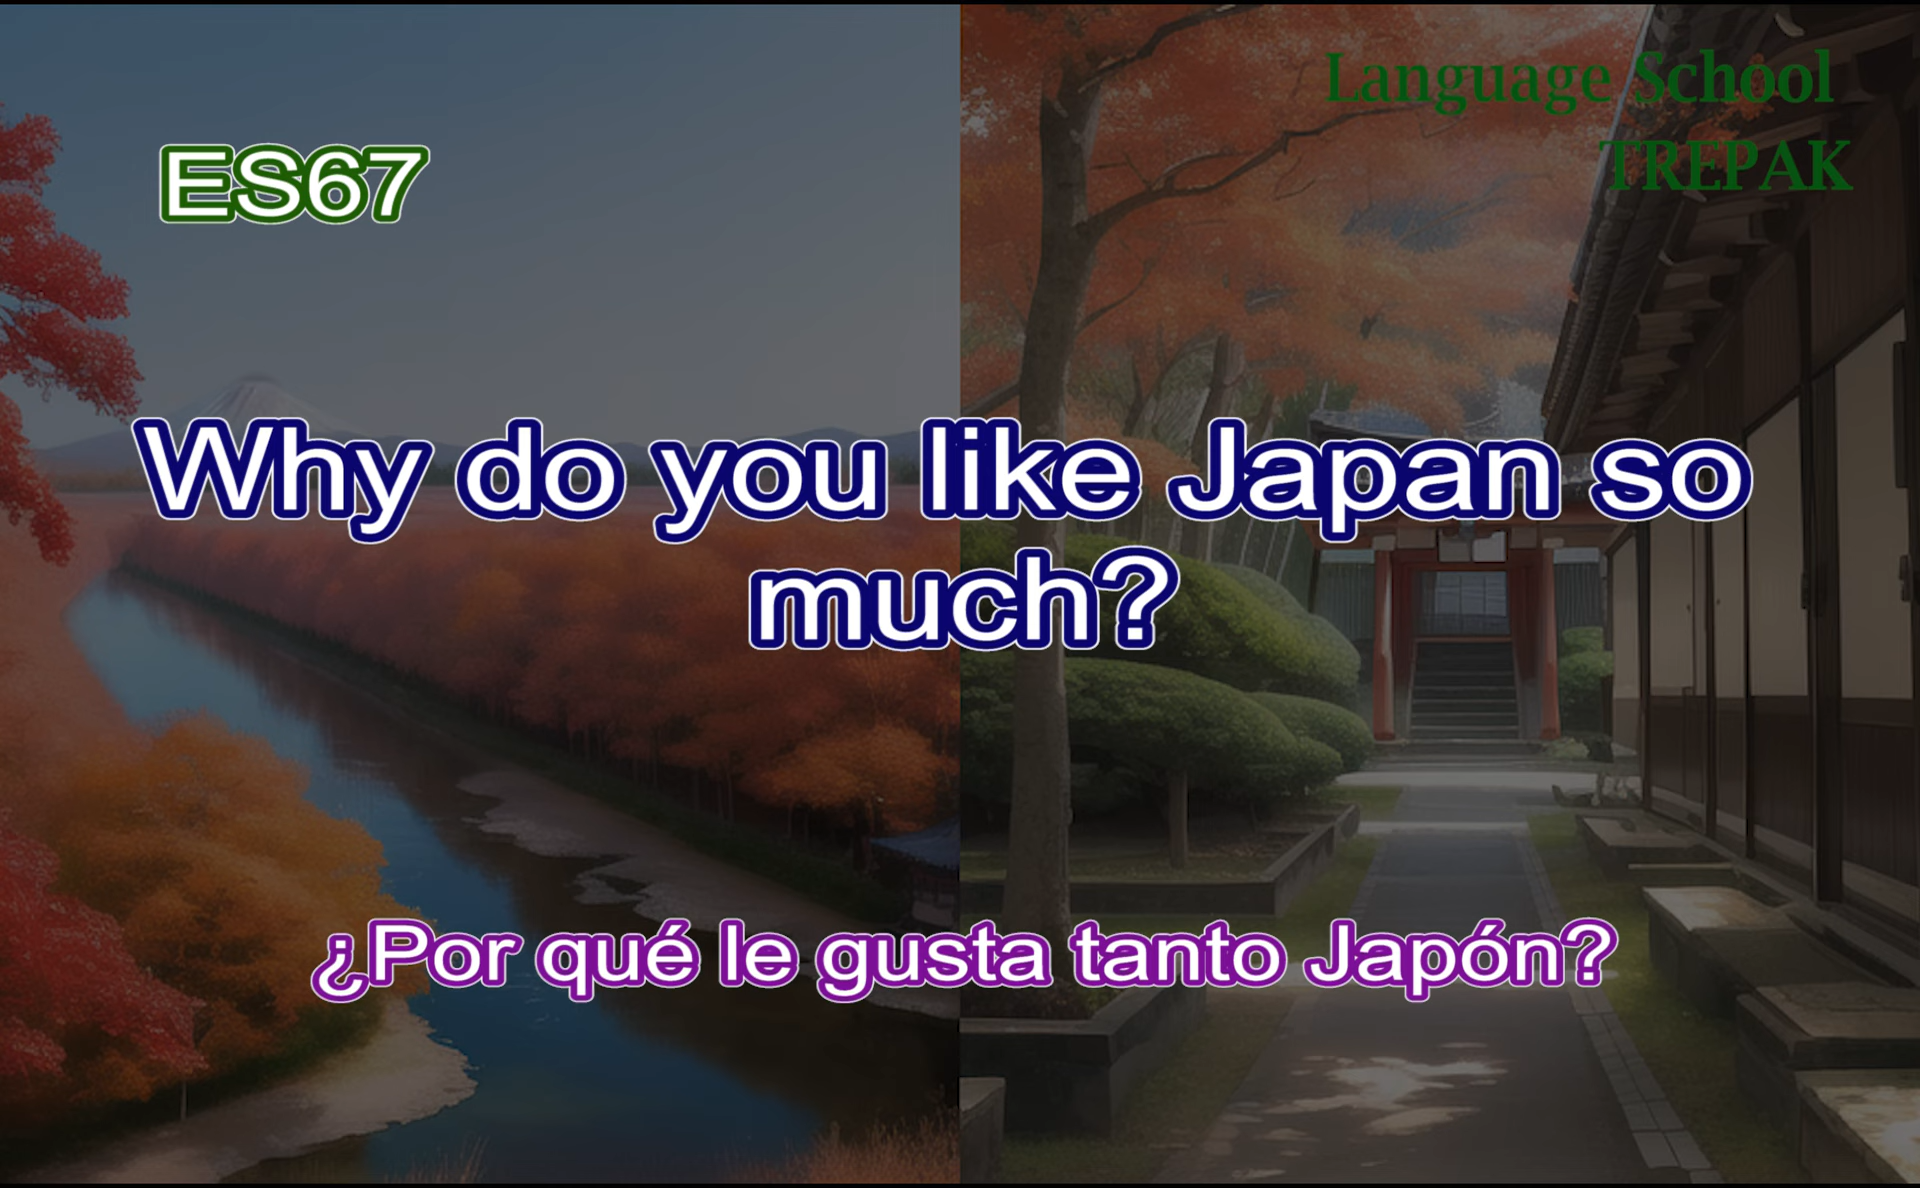 Language School
TREPAK
ES67
Why do you like Japan so
much?
¿Por qué le gusta tanto Japón?